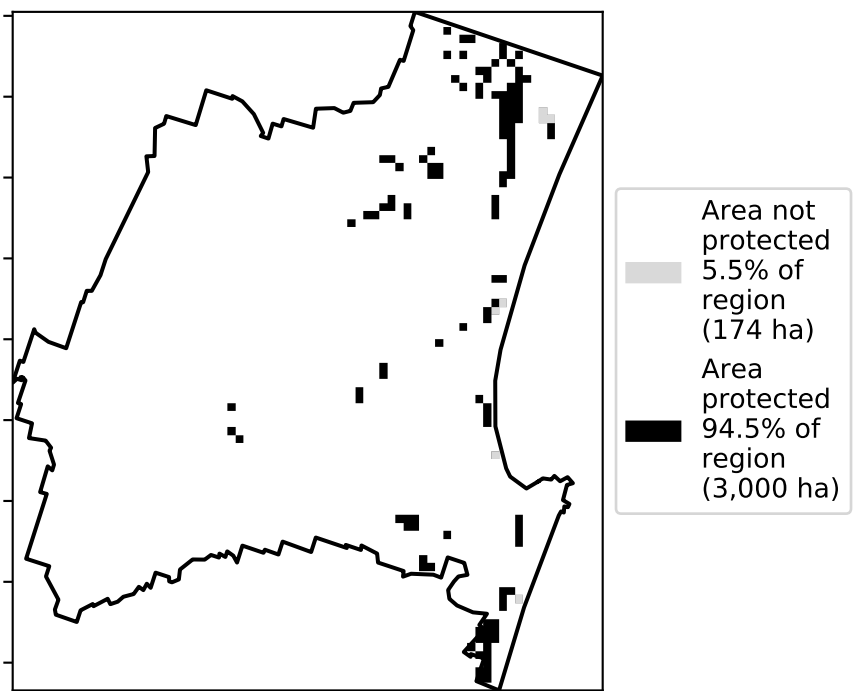 Area not
protected
5.5% of
region
(174 ha)
Area
protected
94.5% of
region
(3,000 ha)